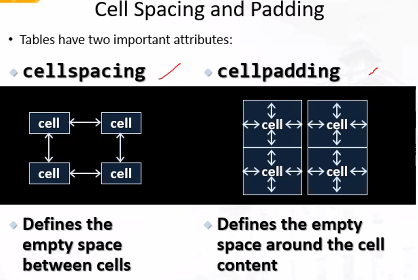 Cell Spacing and Padding
• Tables have two important attributes:
cellspacing
cellpadding
cell cell
cell cell
cell cell
cell cell
Defines the
empty space
between cells
Defines the empty
space around the cell
content